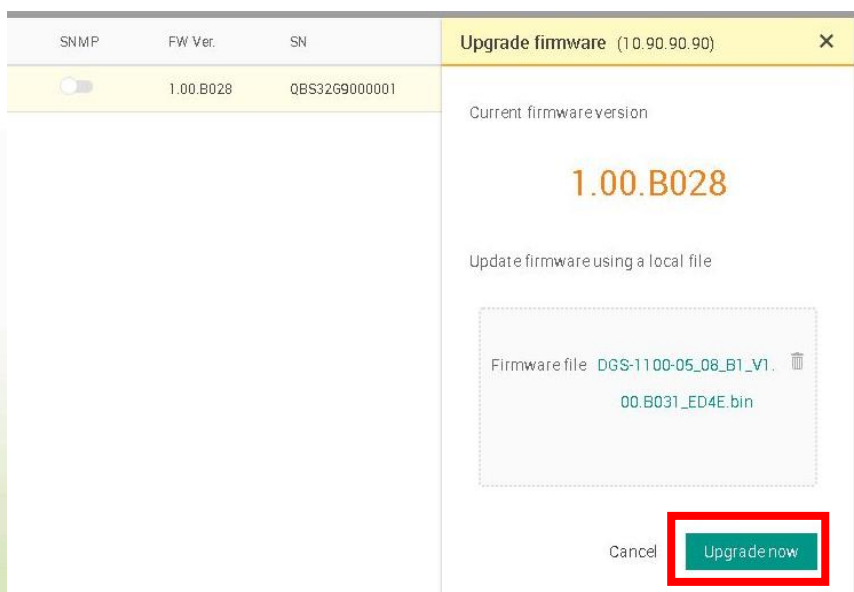 SNMP FW Ver. SN
1.00.B028 QBS32G9000001
Upgrade firmware (10.90.90.90) ×
Current firmware version
1.00.B028
Update firmware using a local file
Firmware file DGS-1100-05_08_B1_V1.
00.B031_ED4E.bin
Cancel Upgrade now